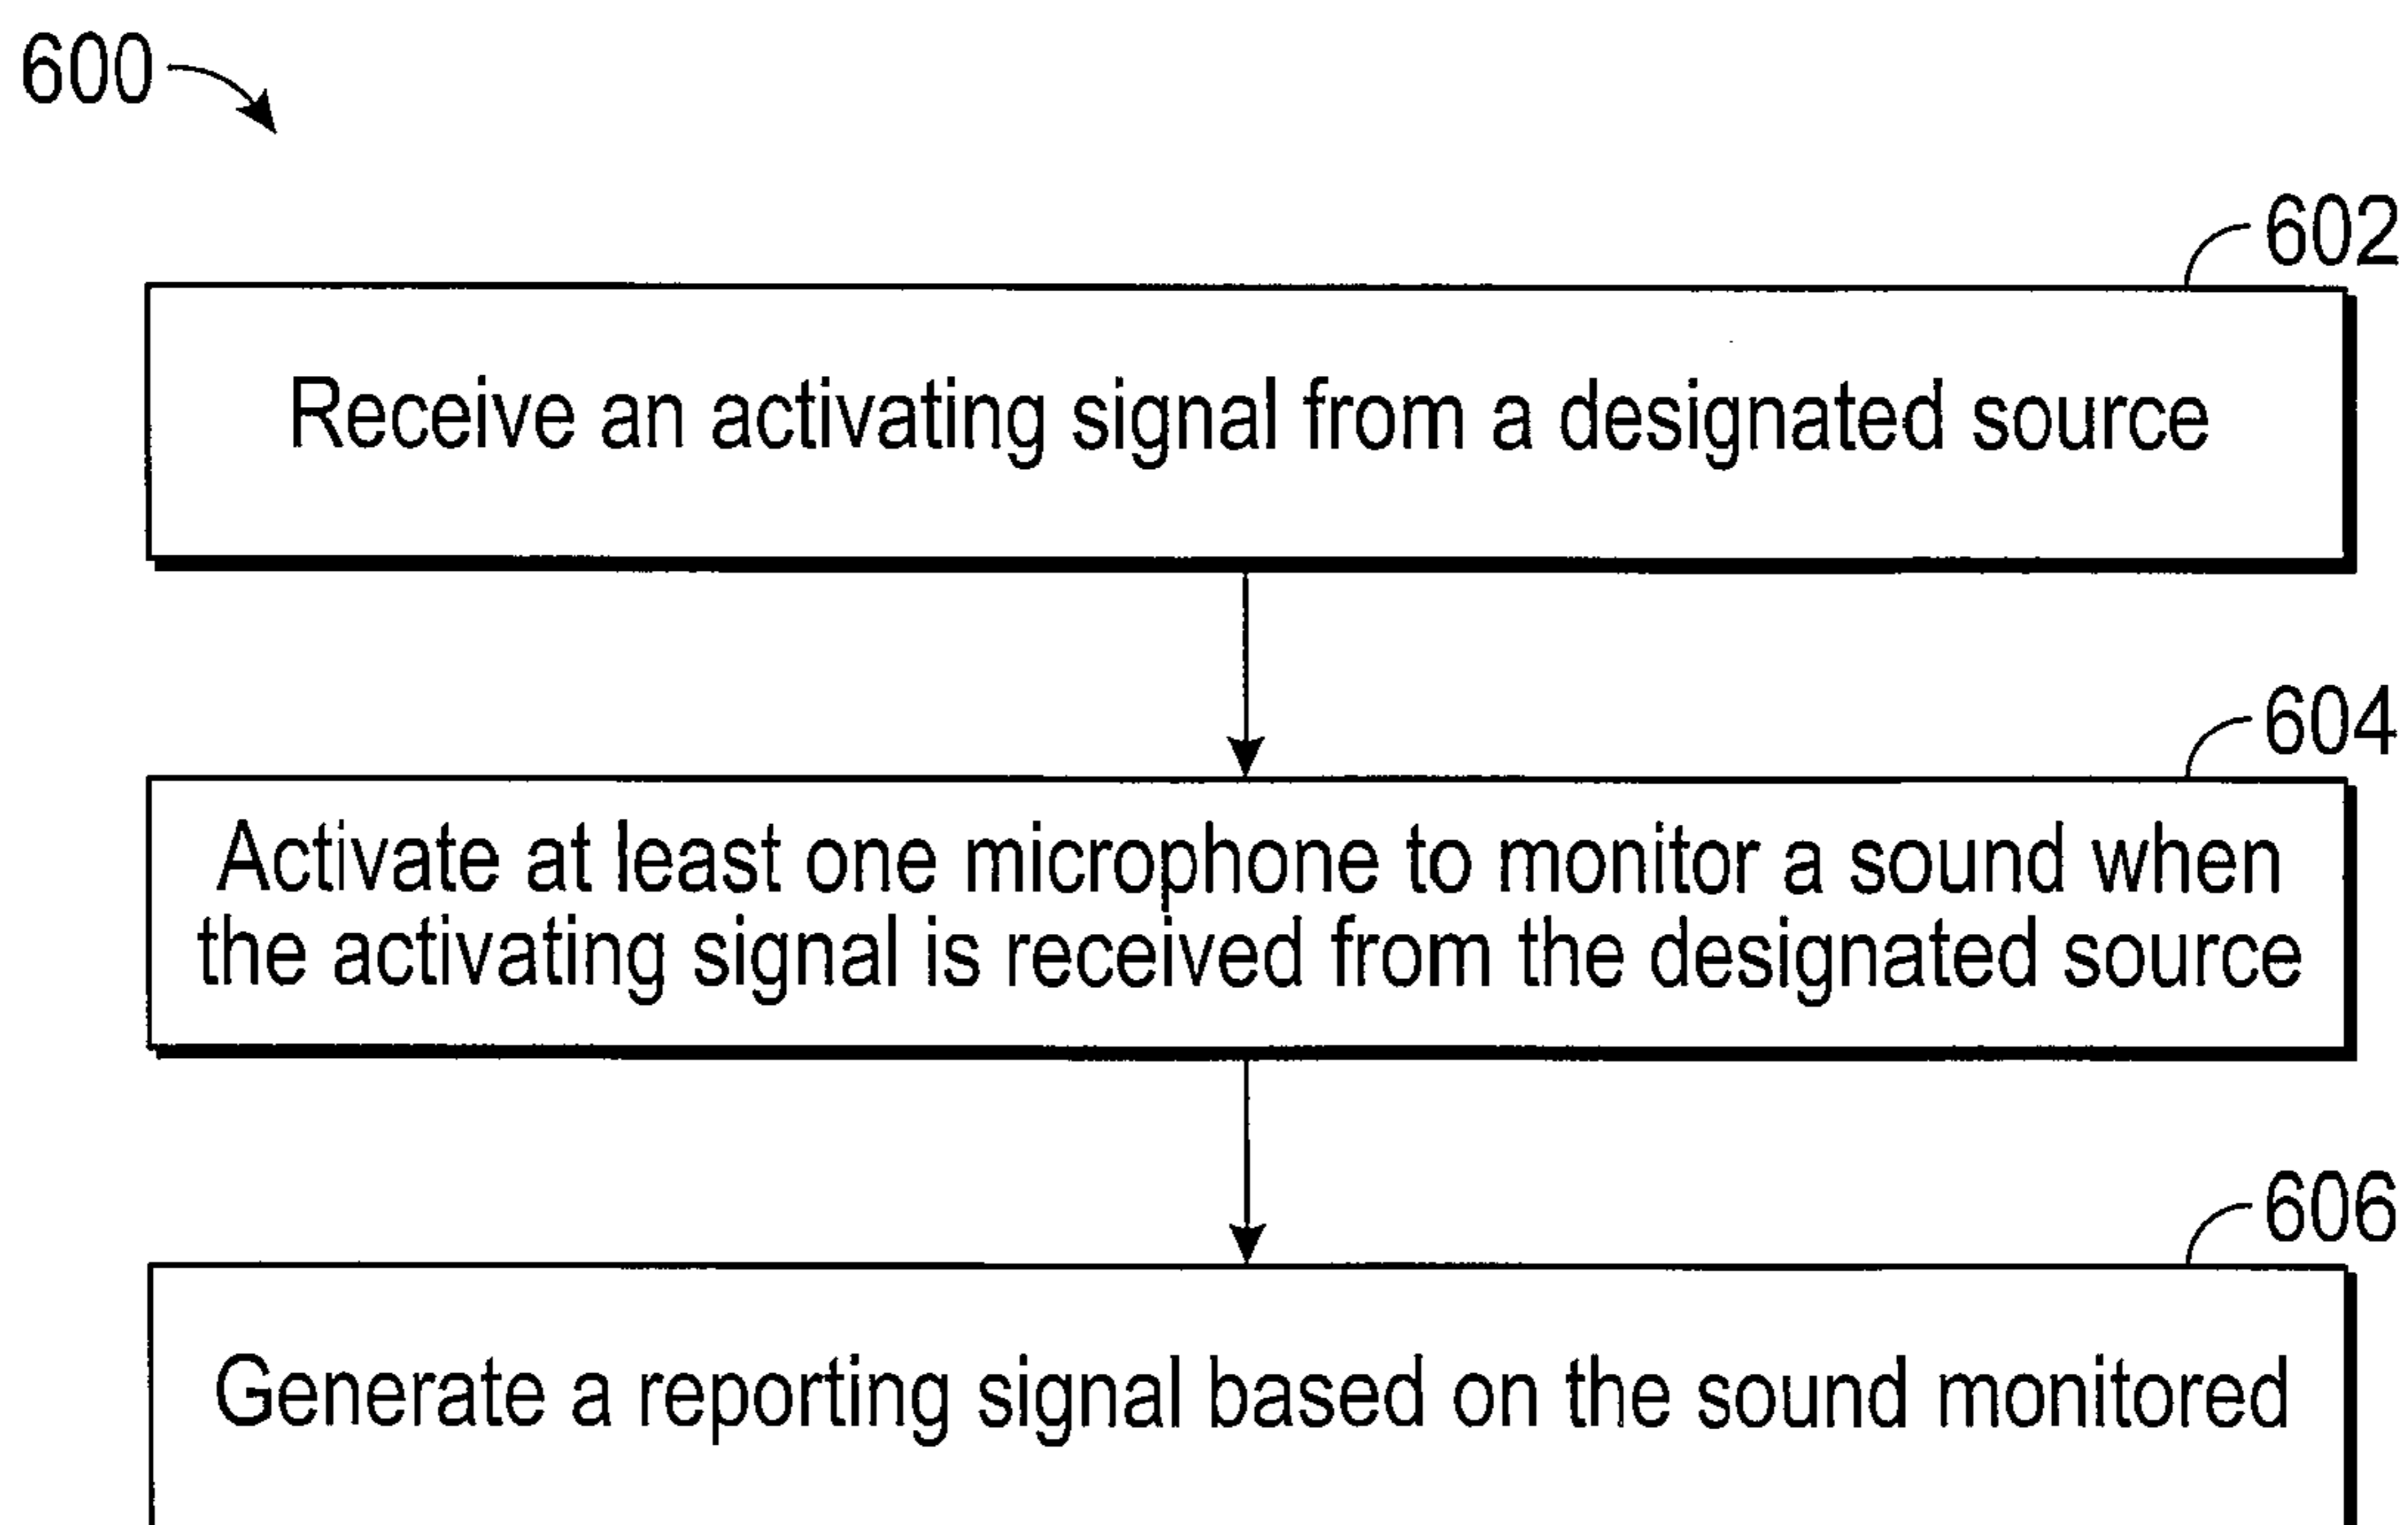 600
602
Receive an activating signal from a designated source
604
Activate at least one microphone to monitor a sound when
the activating signal is received from the designated source
606
Generate a reporting signal based on the sound monitored